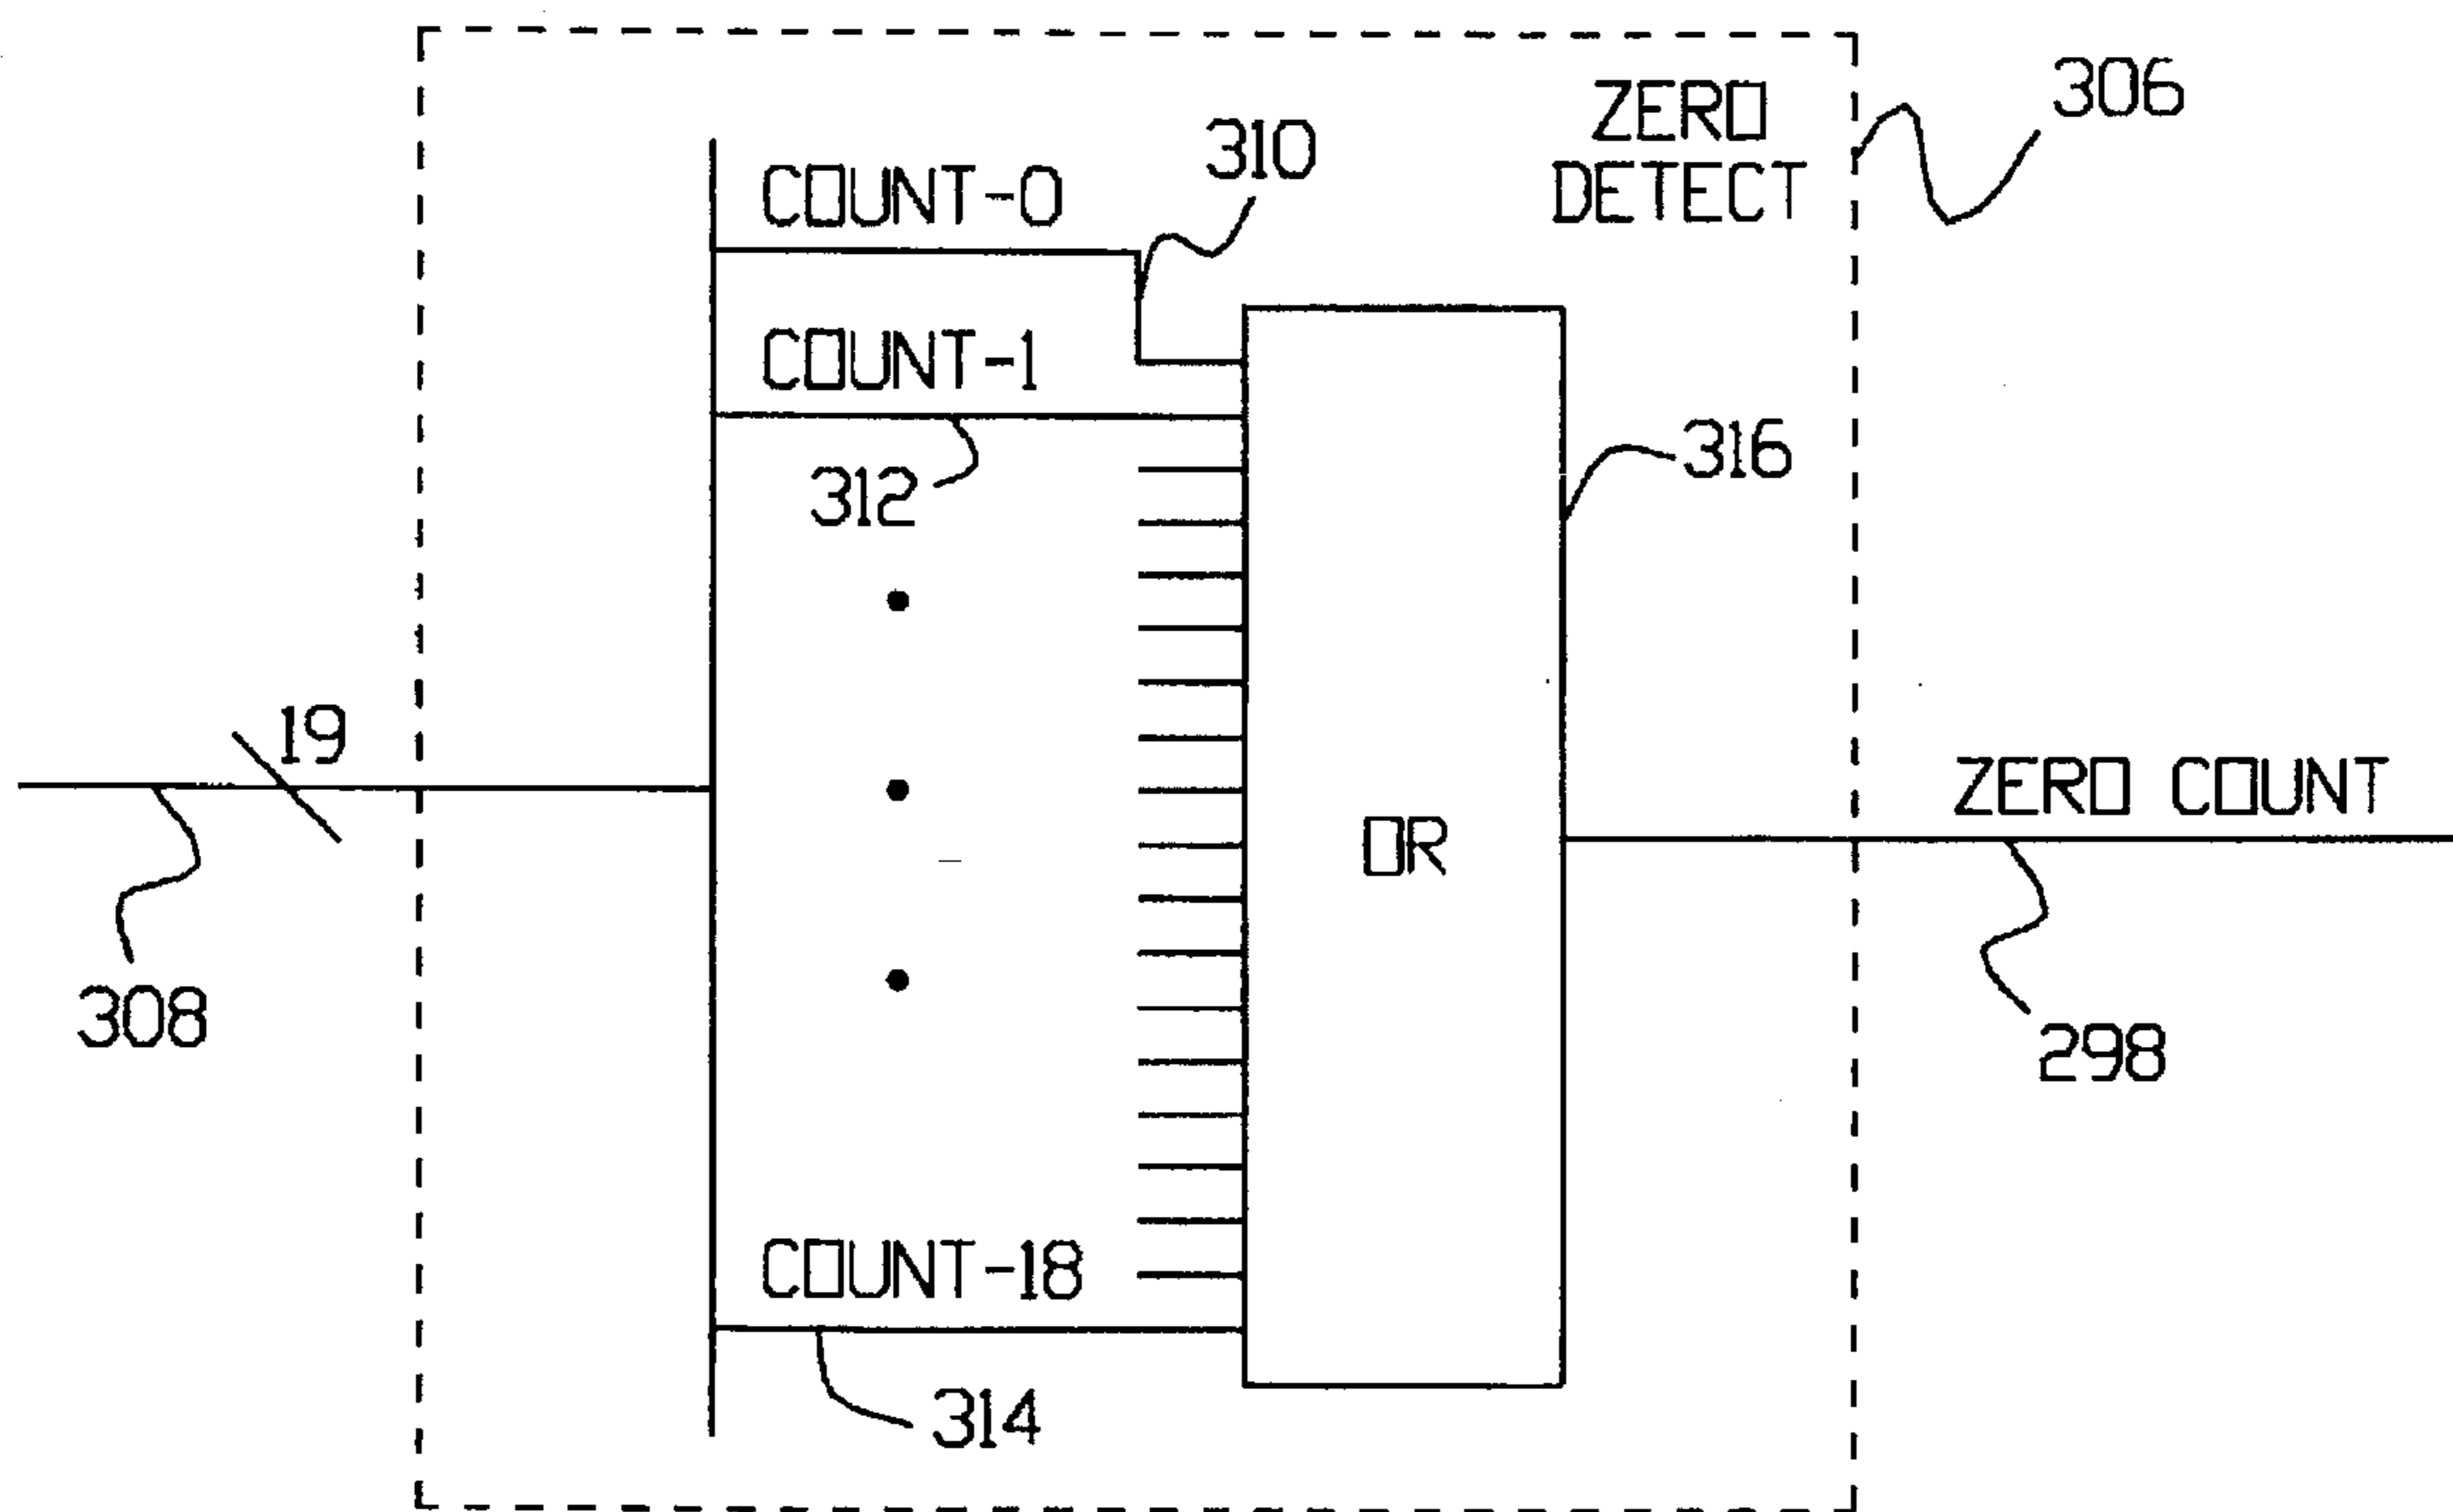 ZERO
DETECT
306
COUNT-0
310
COUNT-1
312
316
19
308
OR
ZERO COUNT
298
COUNT-18
314